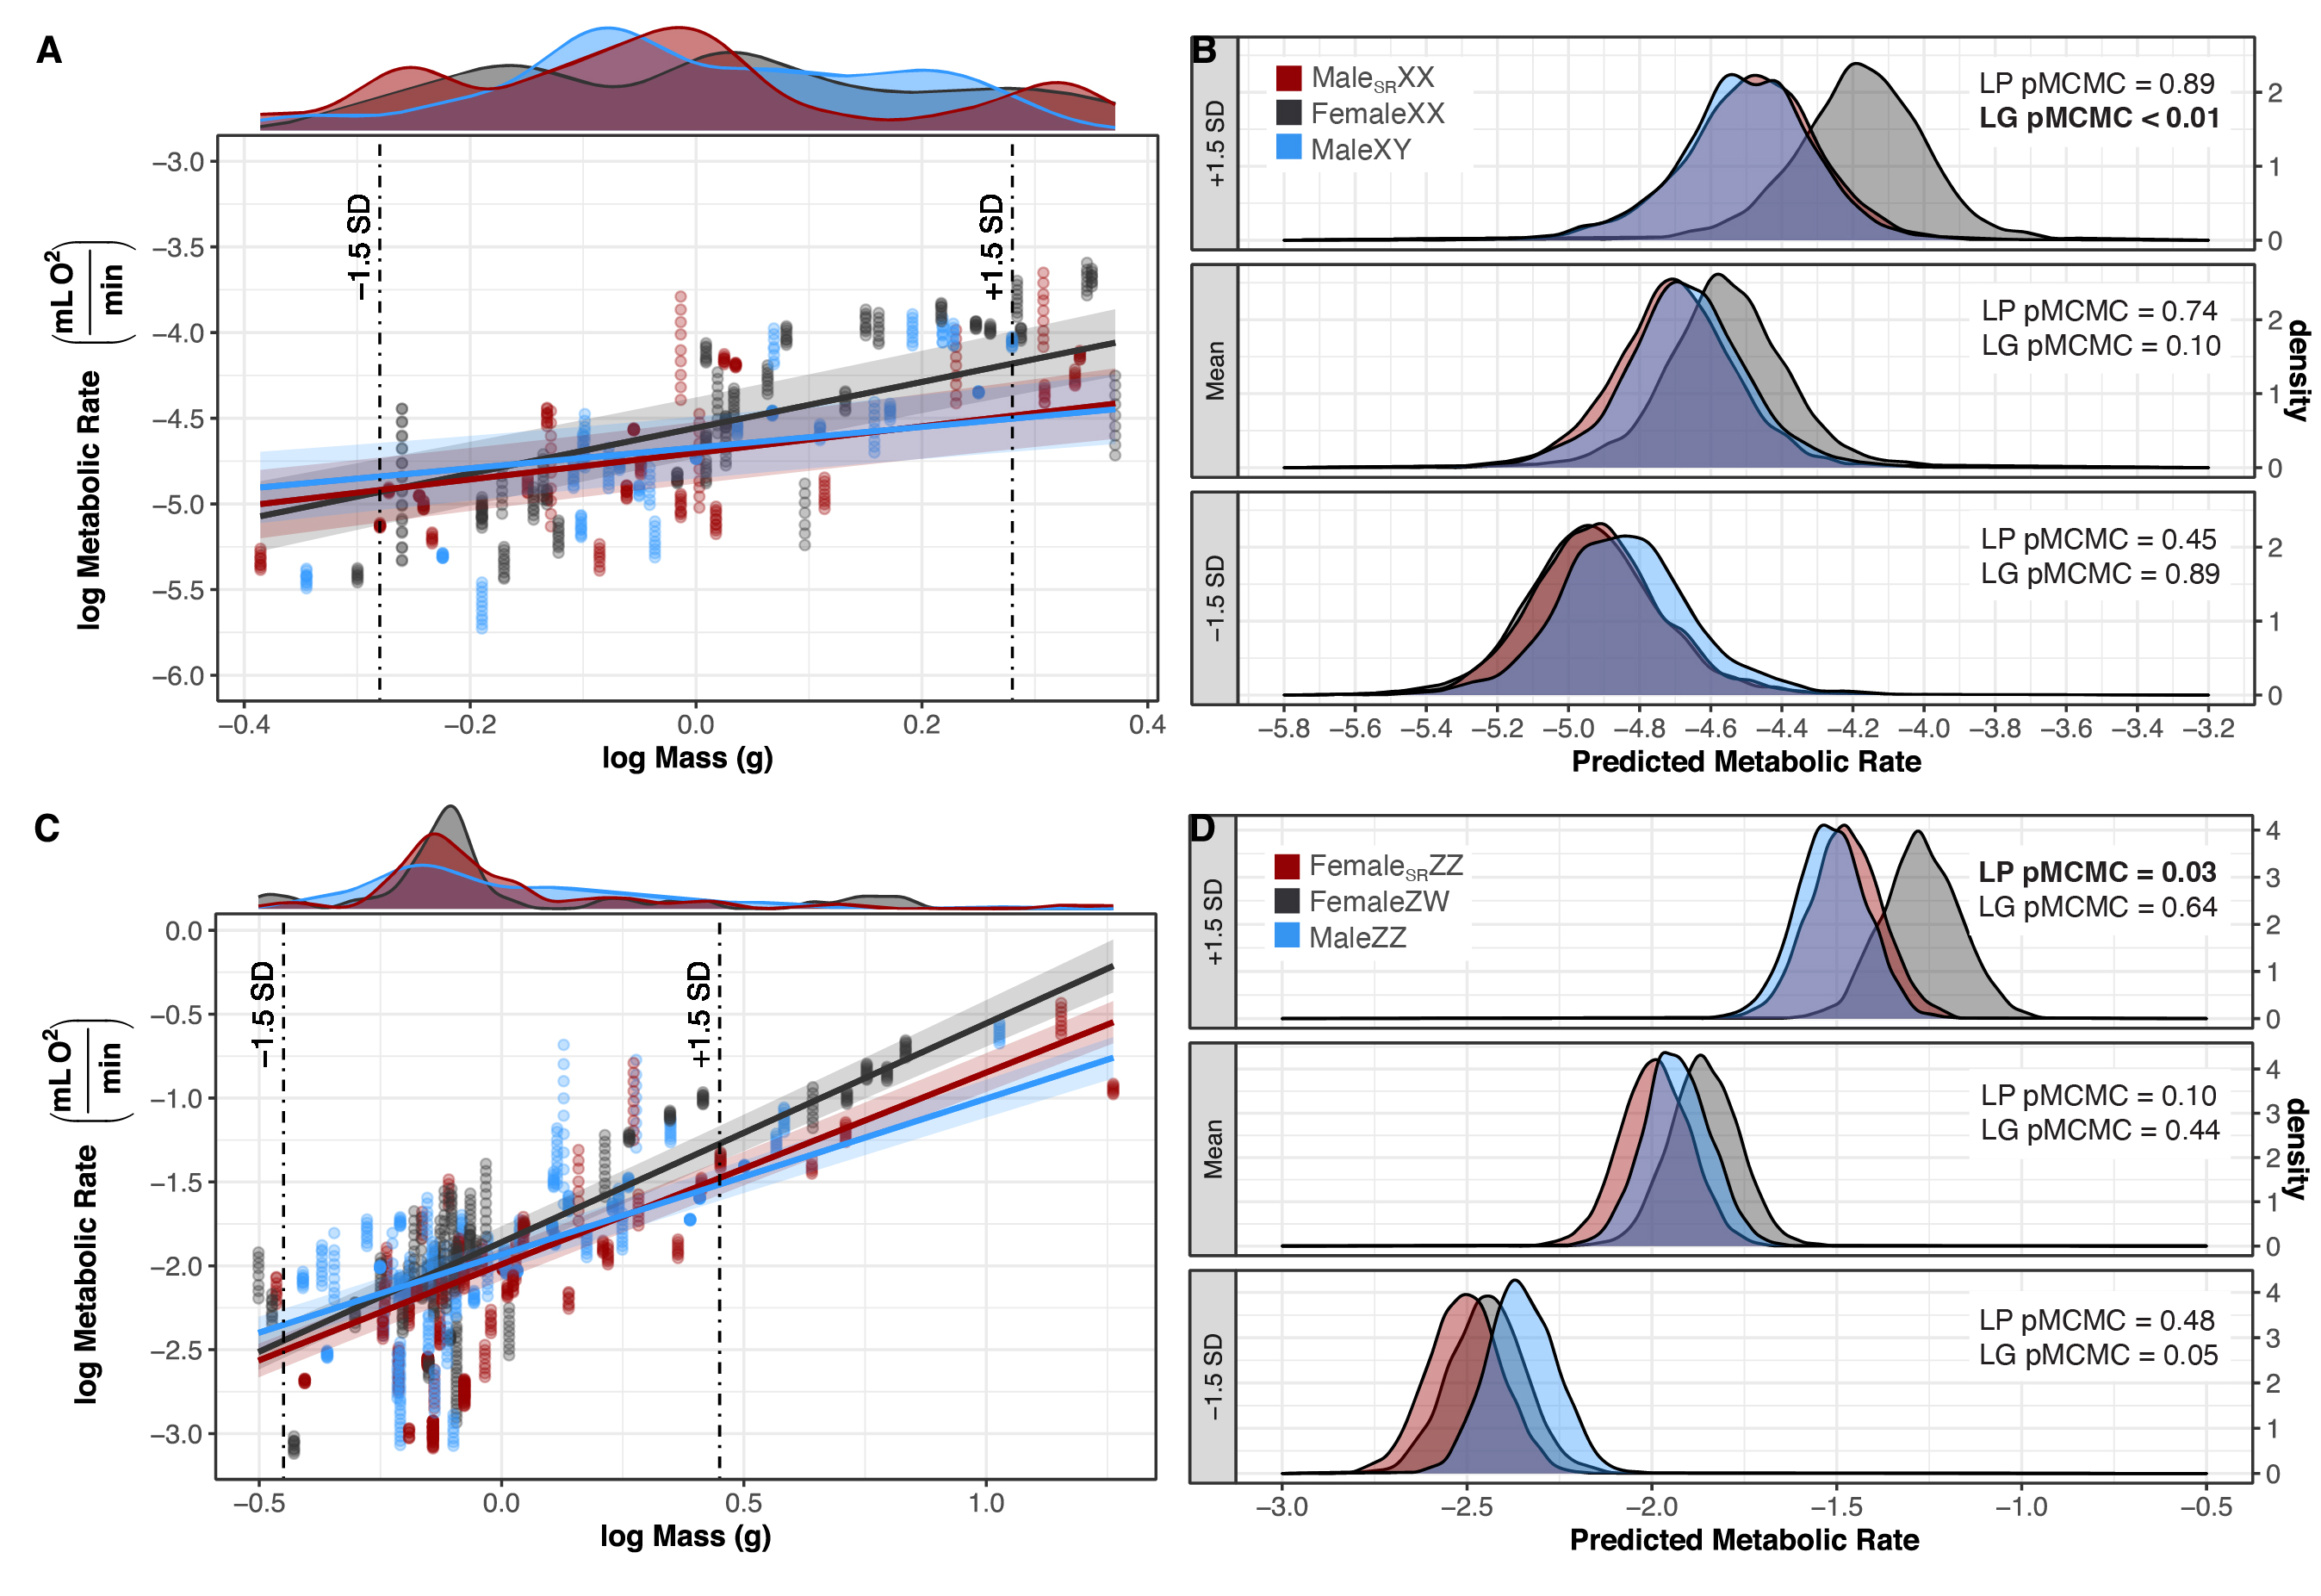 A
−3.0
−3.5
−4.0
−4.5
−5.0
−5.5
−6.0
log Metabolic Rate (mL O2 / min)
−1.5 SD
+1.5 SD
−0.4 −0.2 0.0 0.2 0.4
log Mass (g)
B
+1.5 SD
MaleSRXX
FemaleXX
MaleXY
LP pMCMC = 0.89
LG pMCMC < 0.01
2
1
0
Mean
LP pMCMC = 0.74
LG pMCMC = 0.10
2
1
0
density
−1.5 SD
LP pMCMC = 0.45
LG pMCMC = 0.89
2
1
0
−5.8 −5.6 −5.4 −5.2 −5.0 −4.8 −4.6 −4.4 −4.2 −4.0 −3.8 −3.6 −3.4 −3.2
Predicted Metabolic Rate
C
0.0
−0.5
−1.0
−1.5
−2.0
−2.5
−3.0
log Metabolic Rate (mL O2 / min)
−1.5 SD
+1.5 SD
−0.5 0.0 0.5 1.0
log Mass (g)
D
+1.5 SD
FemaleSRZZ
FemaleZW
MaleZZ
LP pMCMC = 0.03
LG pMCMC = 0.64
4
3
2
1
0
Mean
LP pMCMC = 0.10
LG pMCMC = 0.44
4
3
2
1
0
density
−1.5 SD
LP pMCMC = 0.48
LG pMCMC = 0.05
4
3
2
1
0
−3.0 −2.5 −2.0 −1.5 −1.0 −0.5
Predicted Metabolic Rate